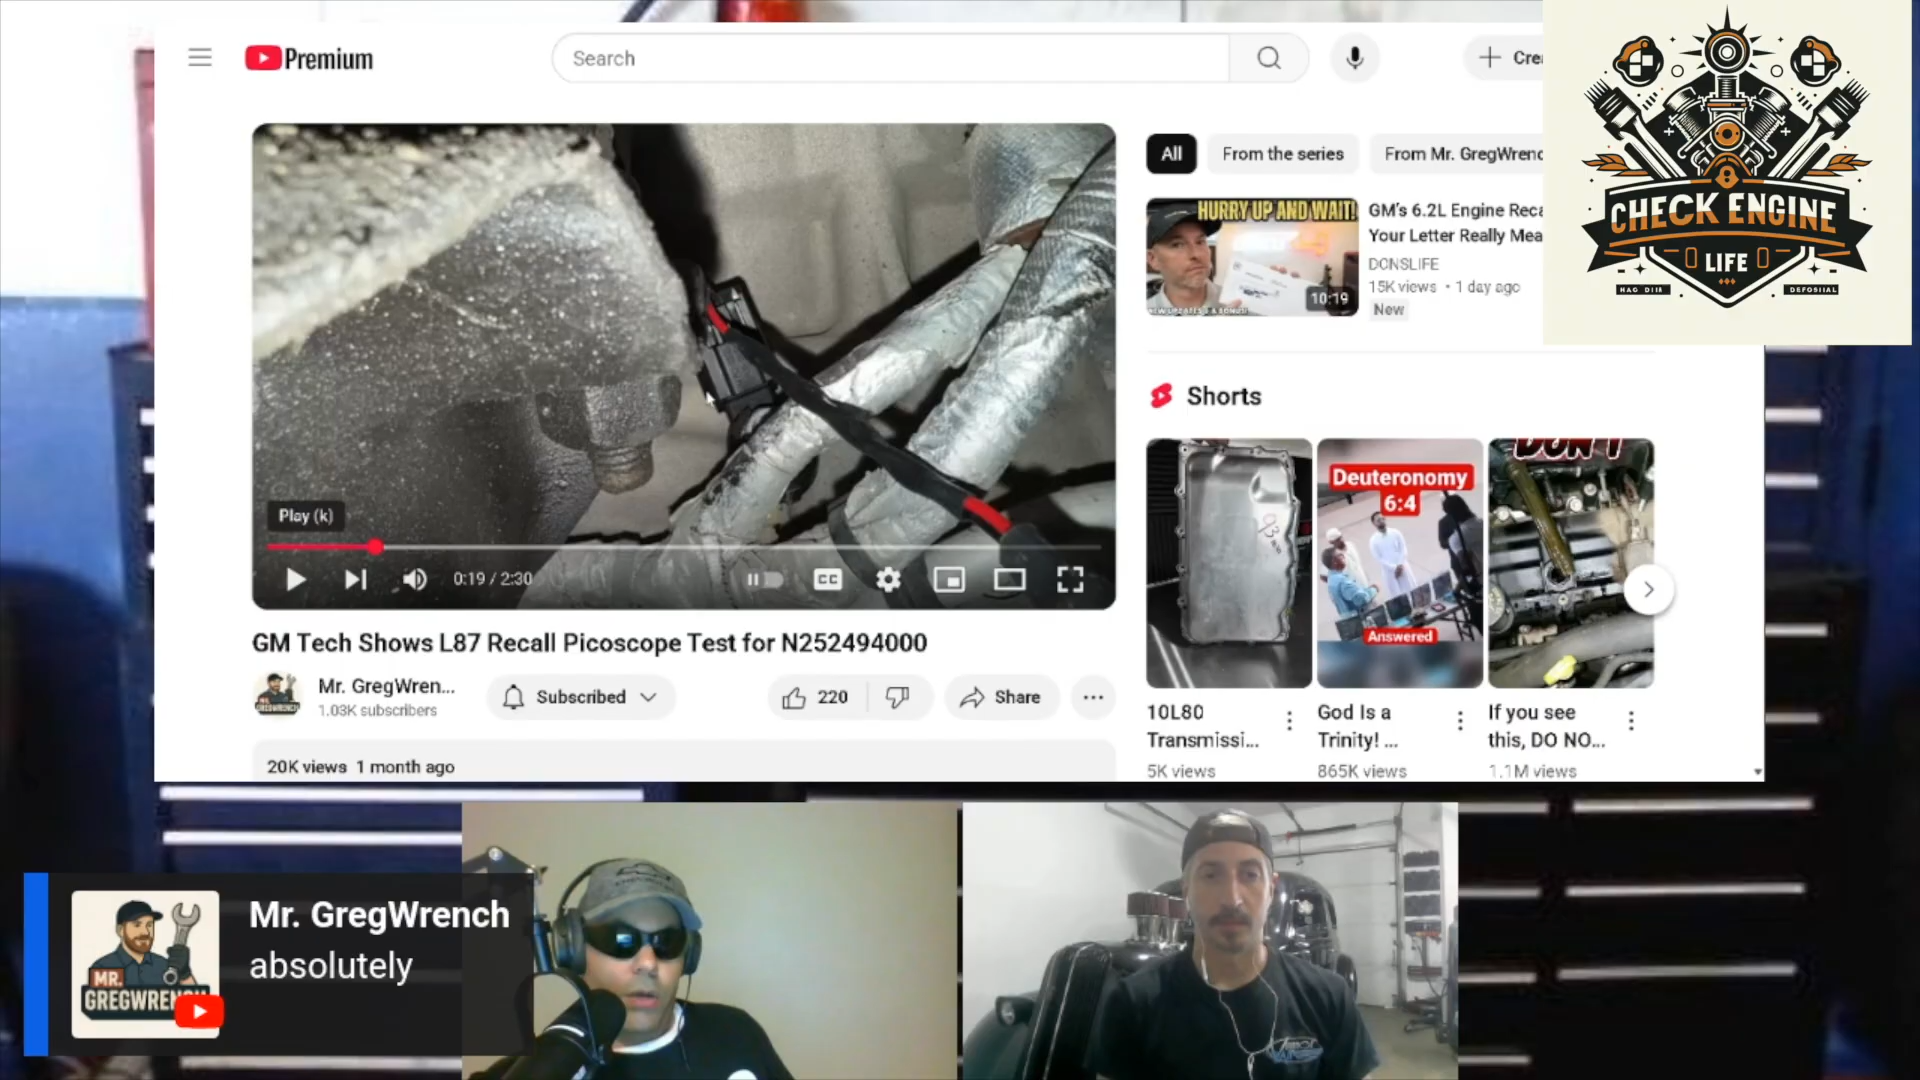 Premium
Search
Cre
All
From the series
From Mr. GregWrenc
HURRY UP AND WAIT!
10:19
GM's 6.2L Engine Reca
Your Letter Really Mea
DONSLIFE
15K views • 1 day ago
New
CHECK ENGINE
LIFE
Shorts
Play (k)
0:19 / 2:30
CC
Deuteronomy
6:4
Answered
DON'T
GM Tech Shows L87 Recall Picoscope Test for N252494000
Mr. GregWren...
1.03K subscribers
Subscribed
220
Share
20K views 1 month ago
10L80
Transmissi...
5K views
God Is a
Trinity! ...
865K views
If you see
this, DO NO...
1.1M views
MR.
GREGWRENCH
Mr. GregWrench
absolutely